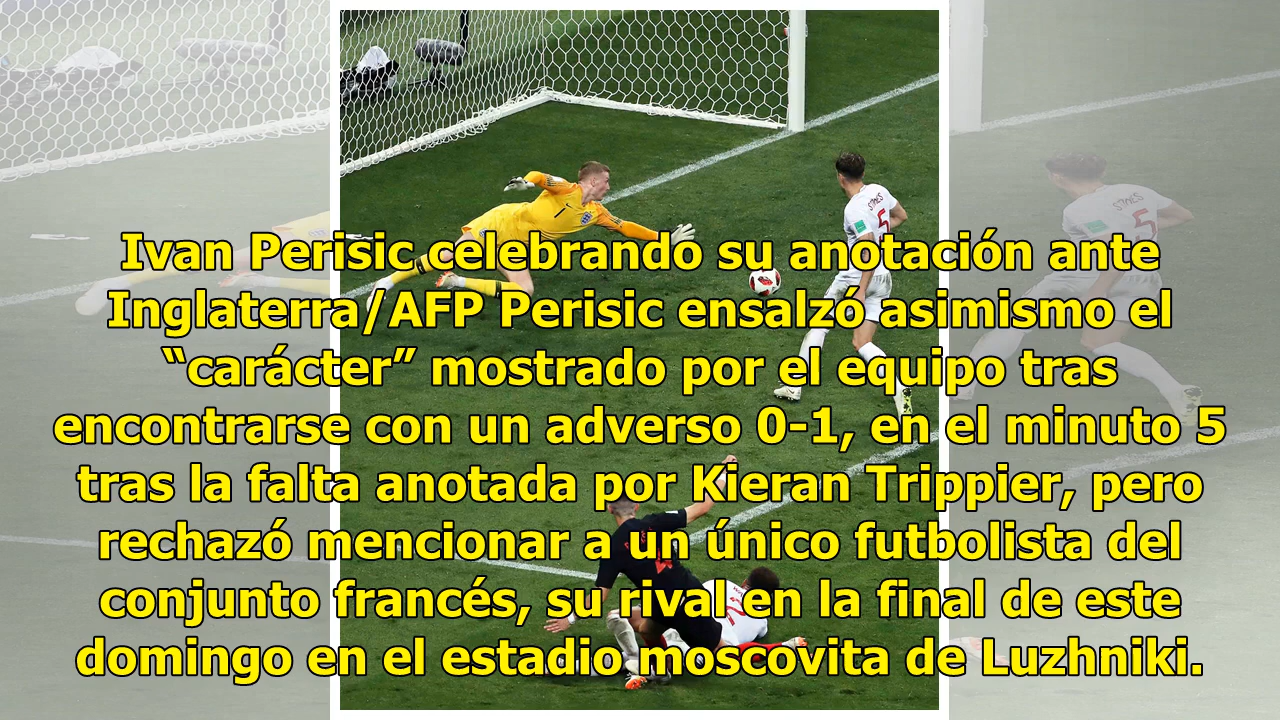 STONES
5
1
Ivan Perisic celebrando su anotación ante
Inglaterra/AFP Perisic ensalzó asimismo el
“carácter” mostrado por el equipo tras
encontrarse con un adverso 0-1, en el minuto 5
tras la falta anotada por Kieran Trippier, pero
rechazó mencionar a un único futbolista del
conjunto francés, su rival en la final de este
domingo en el estadio moscovita de Luzhniki.